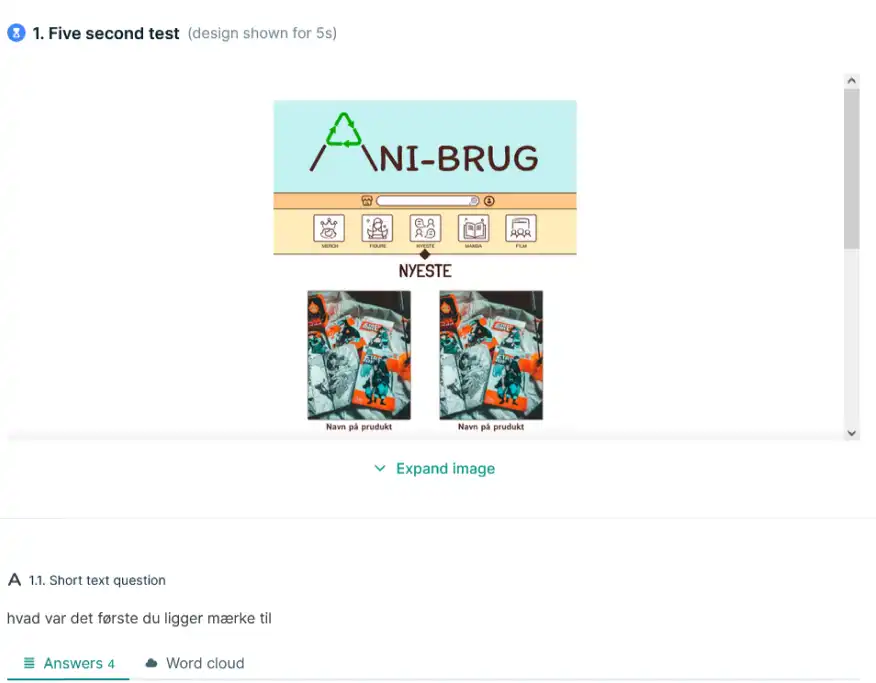 1. Five second test (design shown for 5s)
ANI-BRUG
MERCH FIGURE NYESTE MANGA FILM
NYESTE
Navn på prudukt Navn på prudukt
Expand image
A 1.1. Short text question
hvad var det første du ligger mærke til
Answers 4 Word cloud